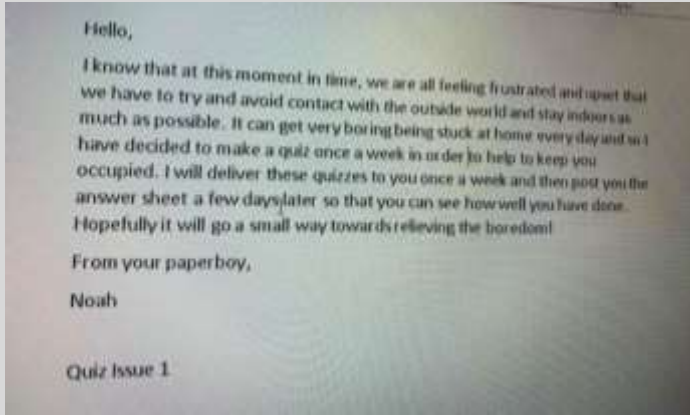 Hello,
I know that at this moment in time, we are all feeling frustrated and upset that
we have to try and avoid contact with the outside world and stay indoors as
much as possible. It can get very boring being stuck at home every day and so I
have decided to make a quiz once a week in order to help to keep you
occupied. I will deliver these quizzes to you once a week and then post you the
answer sheet a few days later so that you can see how well you have done.
Hopefully it will go a small way towards relieving the boredom!
From your paperboy,
Noah
Quiz Issue 1